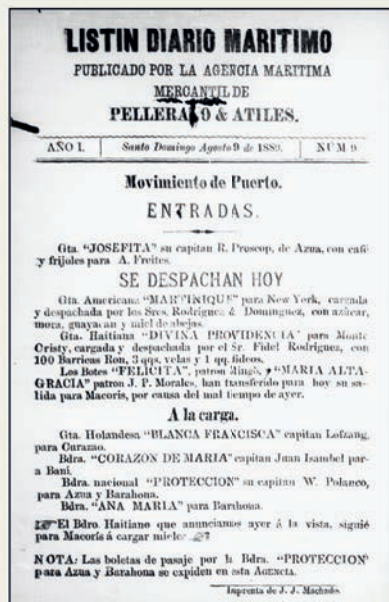 LISTIN DIARIO MARITIMO
PUBLICADO POR LA AGENCIA MARITIMA
MERCANTIL DE
PELLERATO & ATILES.
AÑO I. Santo Domingo Agosto 9 de 1889. NÚM 9.
Movimiento de Puerto.
ENTRADAS.
Gta. "JOSEFITA" su capitan R. Proscop, de Azua, con café
y frijoles para A. Freites.
SE DESPACHAN HOY
Gta. Americana "MARTINIQUE" para New York, cargada
y despachada por los Sres. Rodriguez & Dominguez, con azúcar,
mora, guayacan y miel de abejas.
Gta. Haitiana "DIVINA PROVIDENCIA" para Monte
Cristy, cargada y despachada por el Sr. Fidel Rodriguez, con
100 Barricas Ron, 3 qqs, velas y 1 qq. fideos.
Los Botes "FELICITA", patron Mingó, y "MARIA ALTA-
GRACIA" patron J. P. Morales, han transferido para hoy su sa-
lida para Macoris, por causa del mal tiempo de ayer.
A la carga.
Gta. Holandesa "BLANCA FRANCISCA" capitan Lofzang,
para Curazao.
Bdra. "CORAZON DE MARIA" capitan Juan Isambel par-
a Bani.
Bdra. nacional "PROTECCION" su capitan W. Polanco,
para Azua y Barahona.
Bdra. "ANA MARIA" para Barahona.
El Bdro. Haitiano que anunciamos ayer á la vista, siguió
para Macoris á cargar mieles
NOTA: Las boletas de pasaje por la Bdra. "PROTECCION"
para Azua y Barahona se expiden en esta AGENCIA.
Imprenta de J. J. Machado.